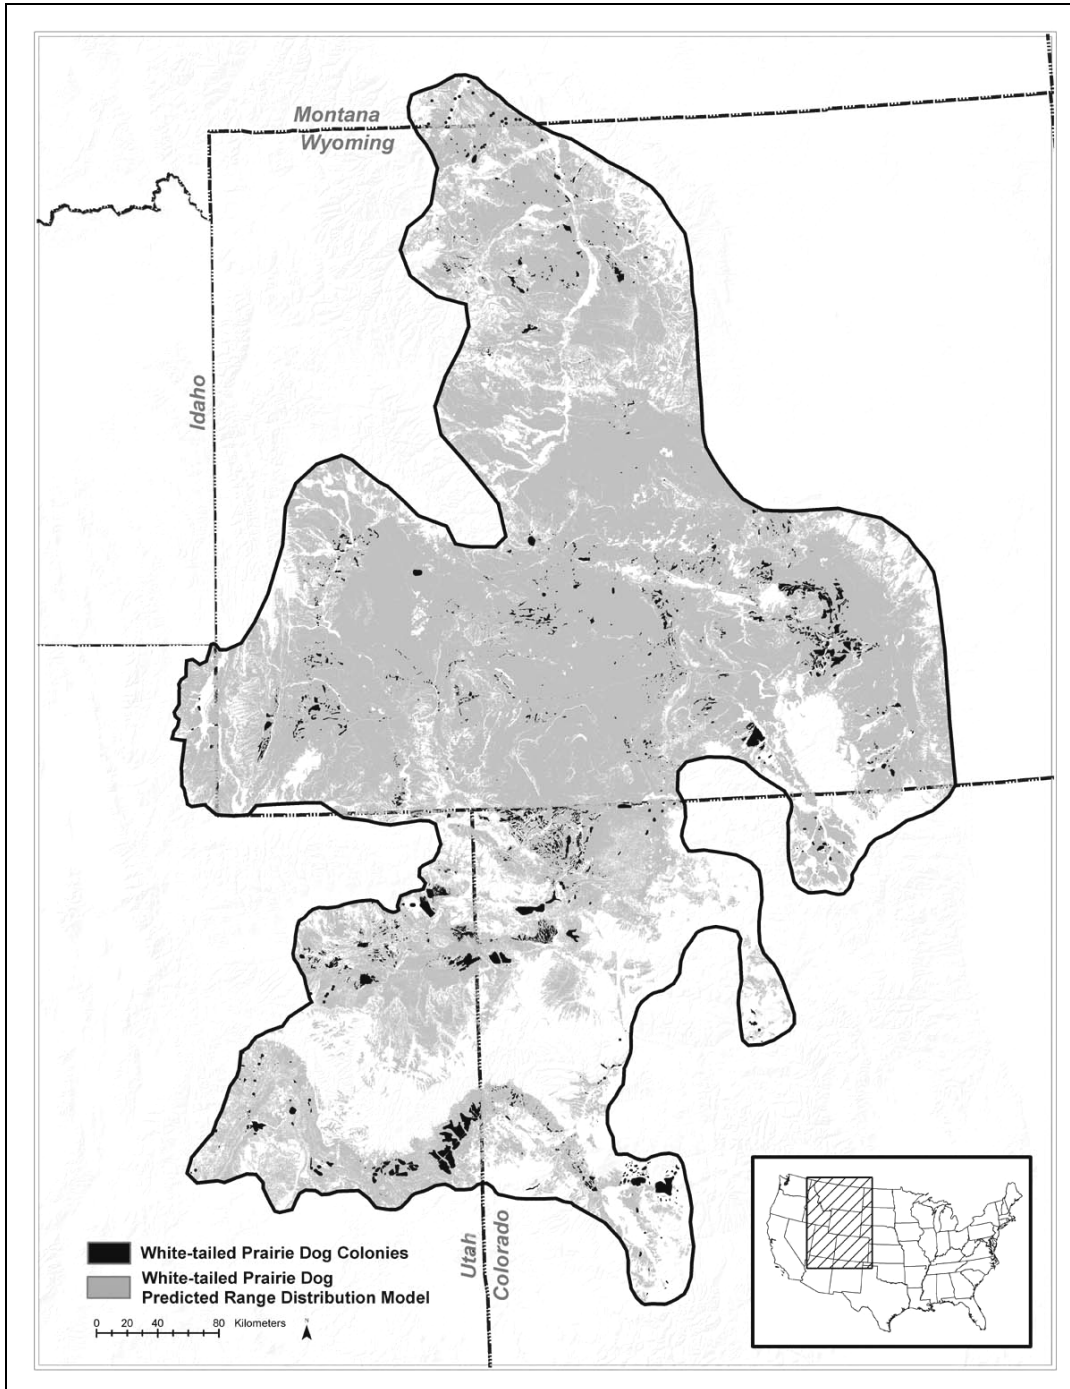 Montana
Wyoming
Idaho
Utah
Colorado
White-tailed Prairie Dog Colonies
White-tailed Prairie Dog
Predicted Range Distribution Model
0 20 40 80 Kilometers
N